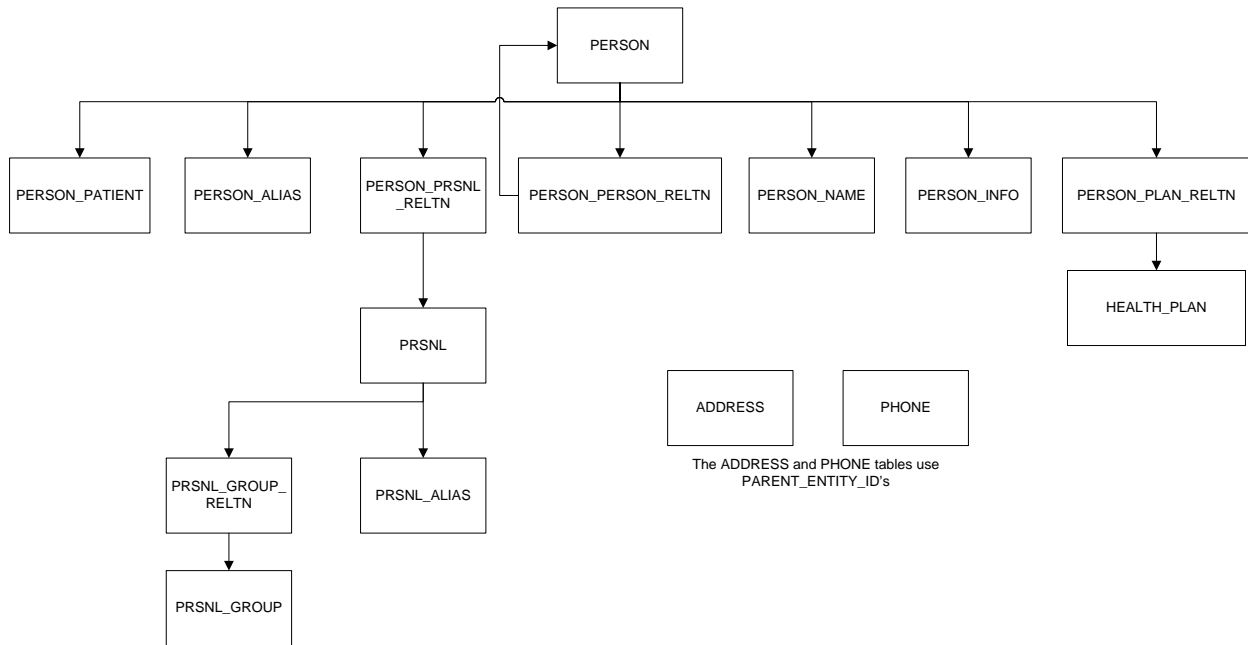 PERSON
PERSON_PATIENT
PERSON_ALIAS
PERSON_PRSNL
_RELTN
PERSON_PERSON_RELTN
PERSON_NAME
PERSON_INFO
PERSON_PLAN_RELTN
HEALTH_PLAN
PRSNL
ADDRESS
PHONE
The ADDRESS and PHONE tables use
PARENT_ENTITY_ID's
PRSNL_GROUP_
RELTN
PRSNL_ALIAS
PRSNL_GROUP